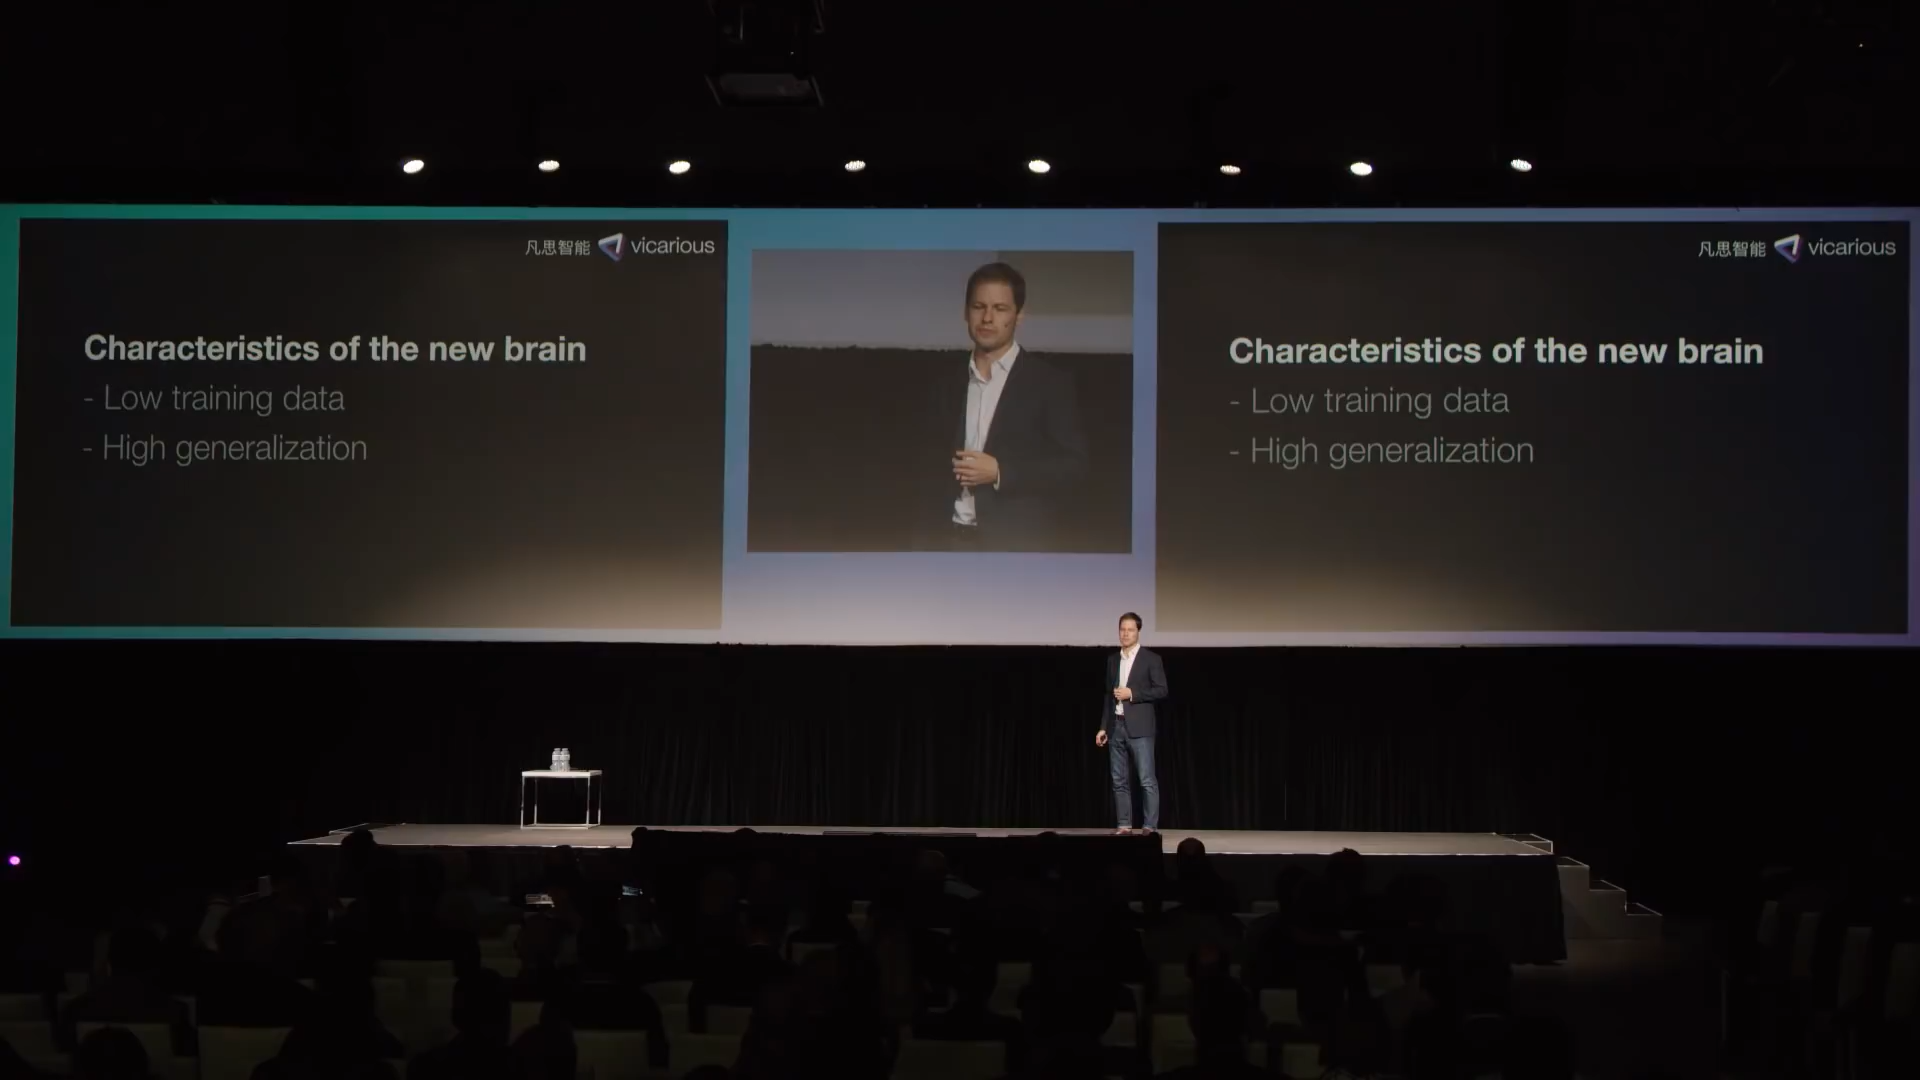 凡思智能 vicarious
Characteristics of the new brain
- Low training data
- High generalization
凡思智能 vicarious
Characteristics of the new brain
- Low training data
- High generalization